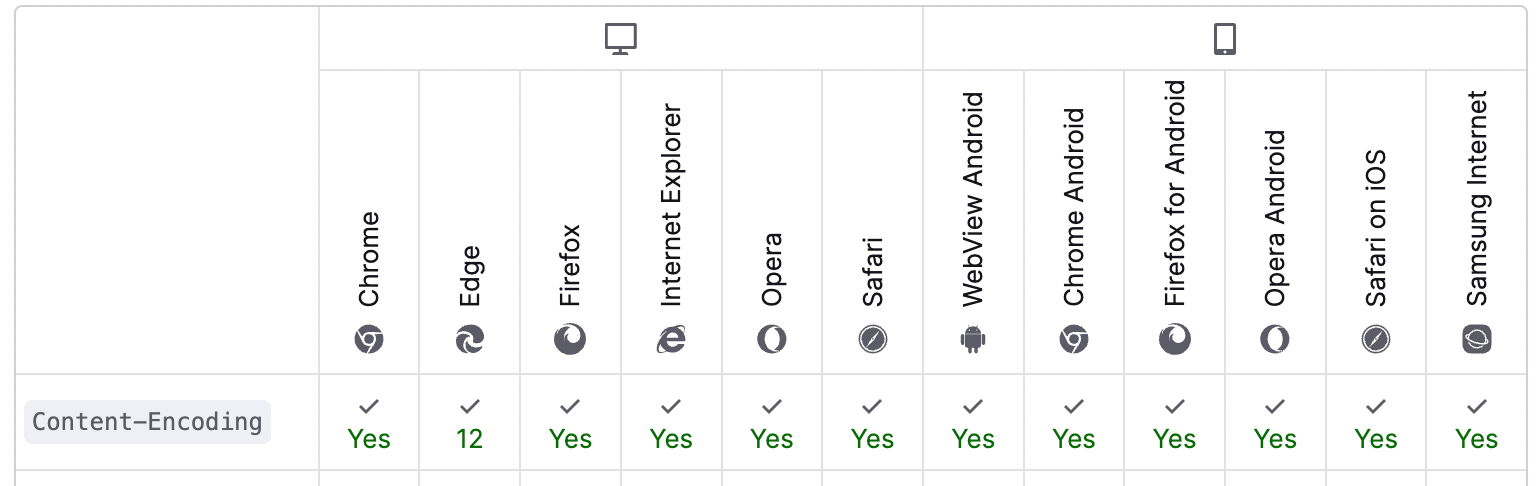 Chrome
Edge
Firefox
Internet Explorer
Opera
Safari
WebView Android
Chrome Android
Firefox for Android
Opera Android
Safari on iOS
Samsung Internet
Content-Encoding
Yes
12
Yes
Yes
Yes
Yes
Yes
Yes
Yes
Yes
Yes
Yes